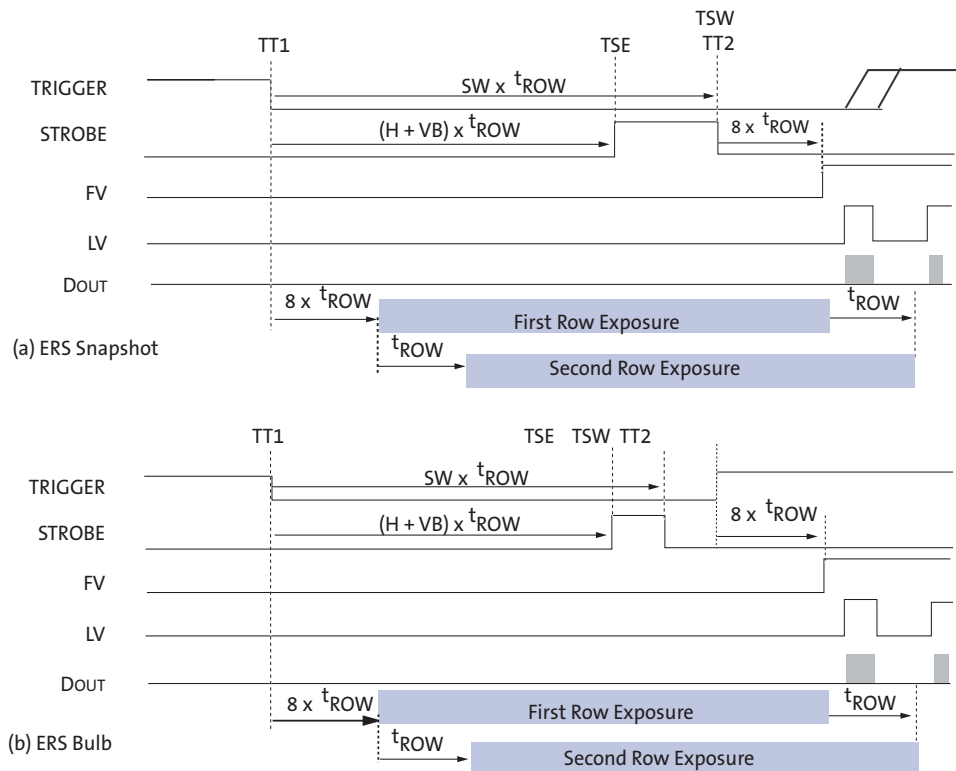 TSW
TT1 TSE TT2
TRIGGER
SW x tROW
STROBE
(H + VB) x tROW
8 x tROW
FV
LV
DOUT
8 x tROW
First Row Exposure
tROW
(a) ERS Snapshot
tROW
Second Row Exposure
TT1 TSE TSW TT2
TRIGGER
SW x tROW
STROBE
(H + VB) x tROW
8 x tROW
FV
LV
DOUT
8 x tROW
First Row Exposure
tROW
(b) ERS Bulb
tROW
Second Row Exposure